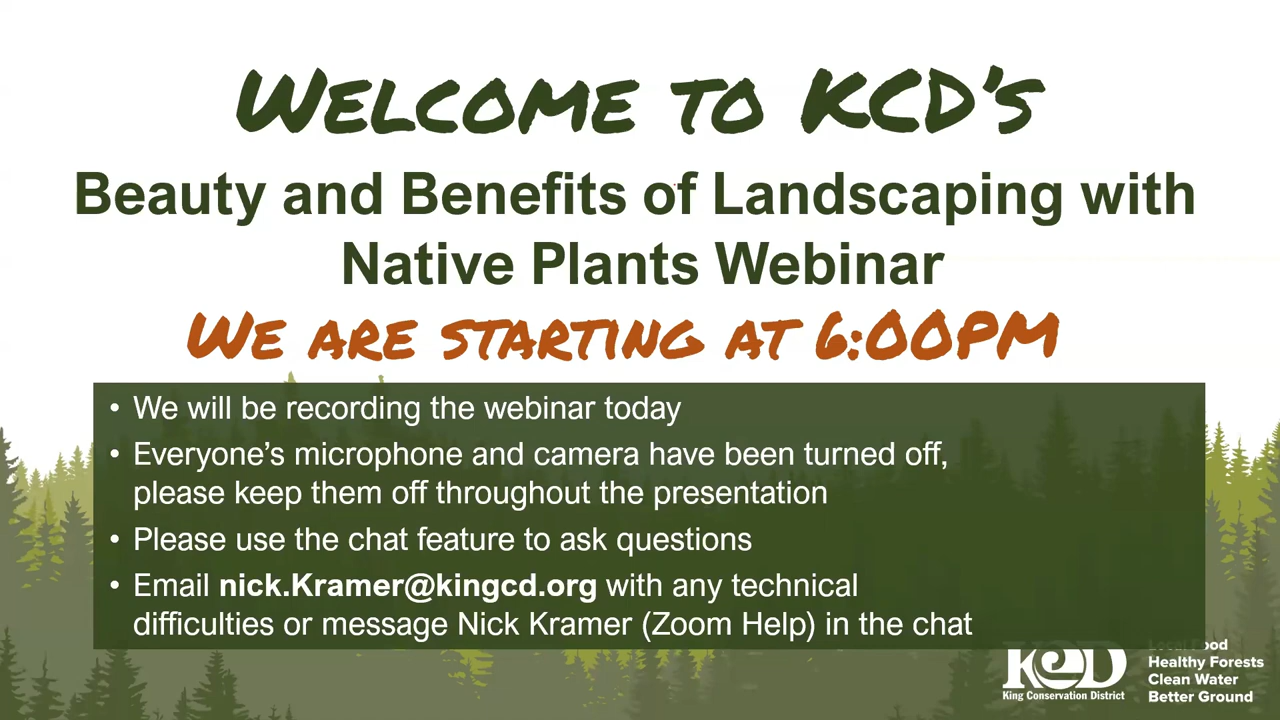 WELCOME TO KCD'S
Beauty and Benefits of Landscaping with
Native Plants Webinar
WE ARE STARTING AT 6:00PM
• We will be recording the webinar today
• Everyone's microphone and camera have been turned off,
please keep them off throughout the presentation
• Please use the chat feature to ask questions
• Email nick.Kramer@kingcd.org with any technical
difficulties or message Nick Kramer (Zoom Help) in the chat
KCD
King Conservation District
Local Food
Healthy Forests
Clean Water
Better Ground